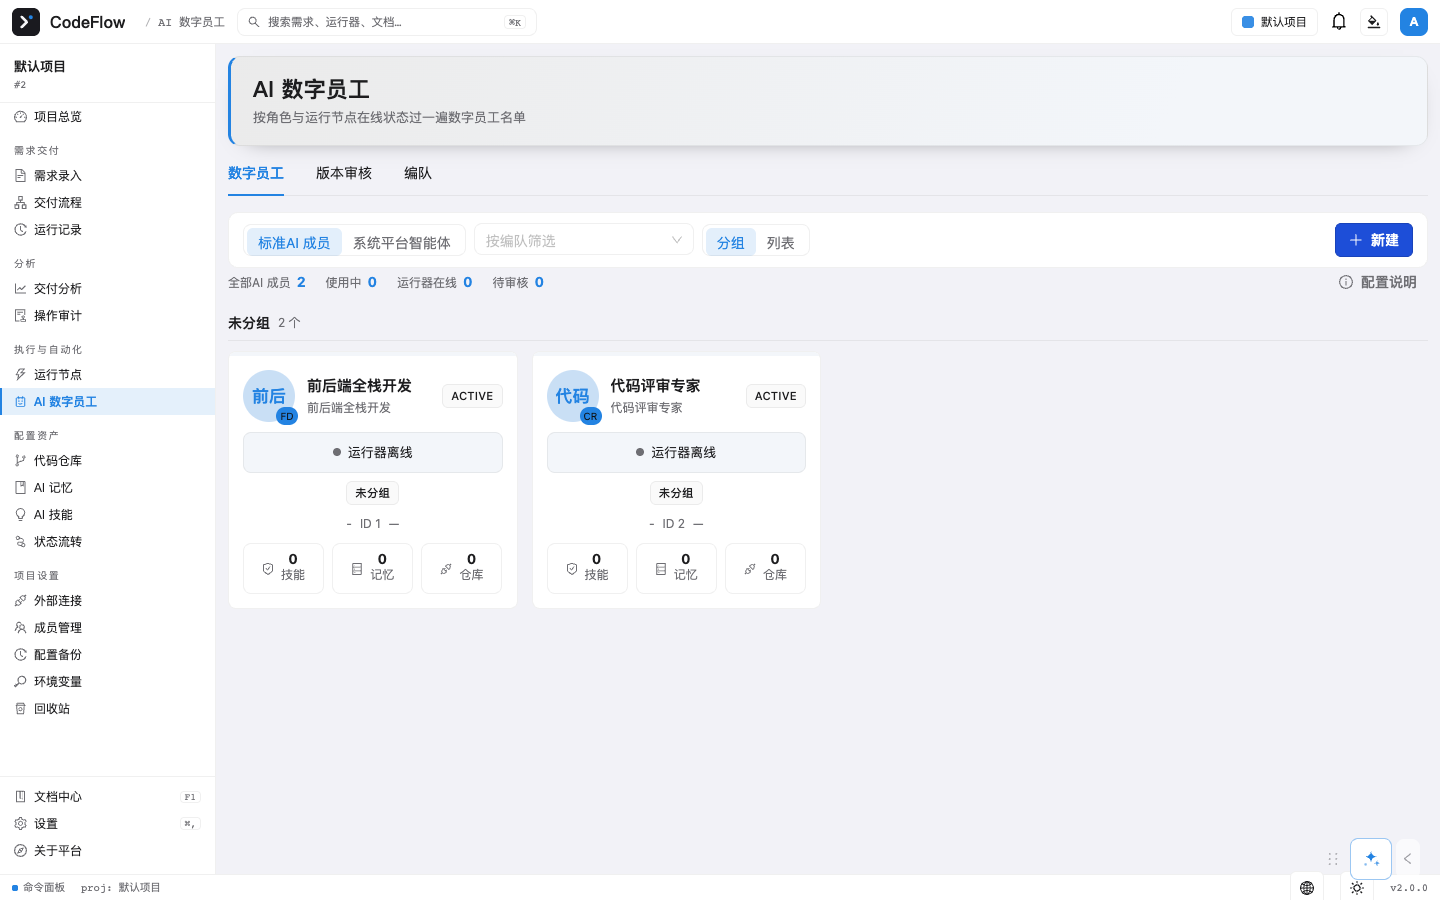 CodeFlow
/ AI 数字员工
搜索需求、运行器、文档...
⌘K
默认项目
A
默认项目
#2
项目总览
需求交付
需求录入
交付流程
运行记录
分析
交付分析
操作审计
执行与自动化
运行节点
AI 数字员工
配置资产
代码仓库
AI 记忆
AI 技能
状态流转
项目设置
外部连接
成员管理
配置备份
环境变量
回收站
文档中心
F1
设置
⌘,
关于平台
AI 数字员工
按角色与运行节点在线状态过一遍数字员工名单
数字员工
版本审核
编队
标准AI 成员
系统平台智能体
按编队筛选
分组
列表
新建
全部AI 成员 2
使用中 0
运行器在线 0
待审核 0
配置说明
未分组 2 个
前后
FD
前后端全栈开发
前后端全栈开发
ACTIVE
运行器离线
未分组
- ID 1 —
0
技能
0
记忆
0
仓库
代码
CR
代码评审专家
代码评审专家
ACTIVE
运行器离线
未分组
- ID 2 —
0
技能
0
记忆
0
仓库
命令面板
proj: 默认项目
v2.0.0